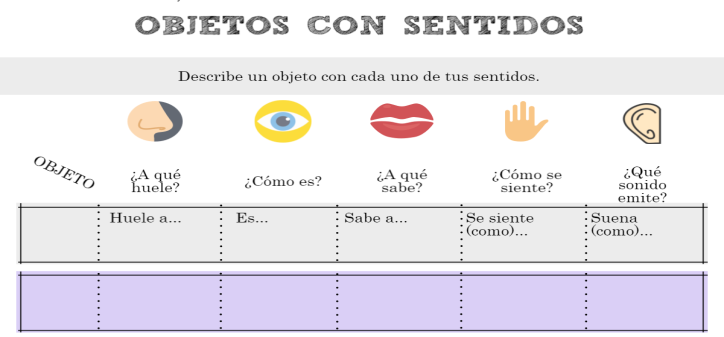 OBJETOS CON SENTIDOS
Describe un objeto con cada uno de tus sentidos.
OBJETO
¿A qué
huele?
¿Cómo es?
¿A qué
sabe?
¿Cómo se
siente?
¿Qué
sonido
emite?
Huele a...
Es...
Sabe a...
Se siente
(como)...
Suena
(como)...